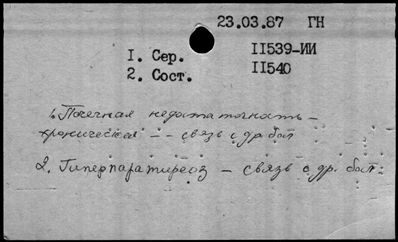 23.03.87 ГН
1. Сер. II539-ИИ
2. Сост. II540
1. Почечная недостаточность -
хроническая -- связь с др. бол
2. Гиперпаратиреоз - связь с др. бол.